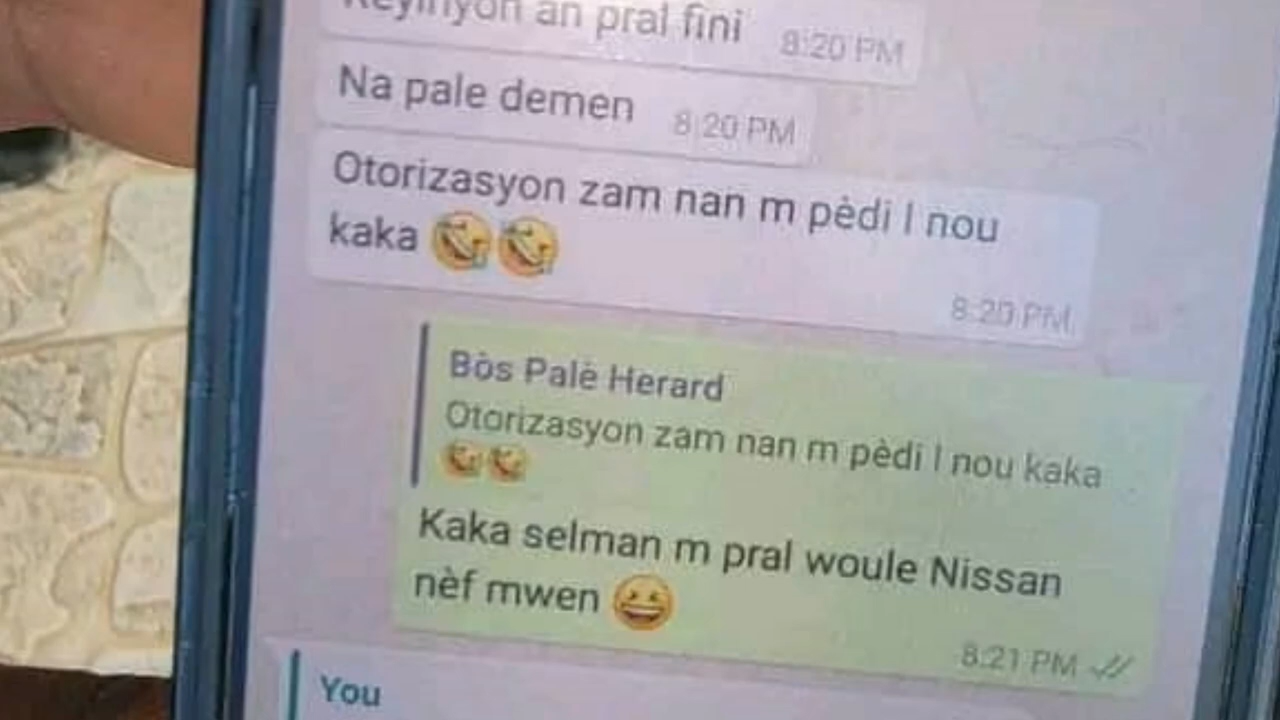 Reyinyon an pral fini 8:20 PM
Na pale demen 8:20 PM
Otorizasyon zam nan m pèdi l nou
kaka 🤣🤣
8:20 PM
Bòs Palè Herard
Otorizasyon zam nan m pèdi l nou kaka
🤣🤣
Kaka selman m pral woule Nissan
nèf mwen 😄
8:21 PM
You